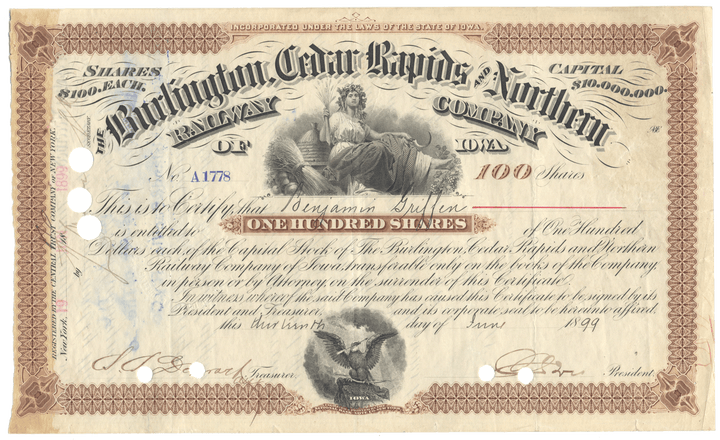 INCORPORATED UNDER THE LAWS OF THE STATE OF IOWA.
SHARES $100. EACH.
CAPITAL $10.000.000.
THE Burlington, Cedar Rapids AND Northern
RAILWAY COMPANY
OF IOWA.
No. A 1778
100 Shares
This is to Certify, that Benjamin Griffen
is entitled to ONE HUNDRED SHARES of One Hundred
Dollars each of the Capital Stock of The Burlington, Cedar Rapids and Northern
Railway Company of Iowa, transferable only on the books of the Company,
in person or by Attorney, on the surrender of this Certificate.
In witness whereof the said Company has caused this Certificate to be signed by its
President and Treasurer, and its corporate seal to be hereunto affixed.
this day of June 1899
Treasurer.
President.
IOWA
REGISTERED BY THE CENTRAL TRUST COMPANY OF NEW YORK.
New York. 19
by